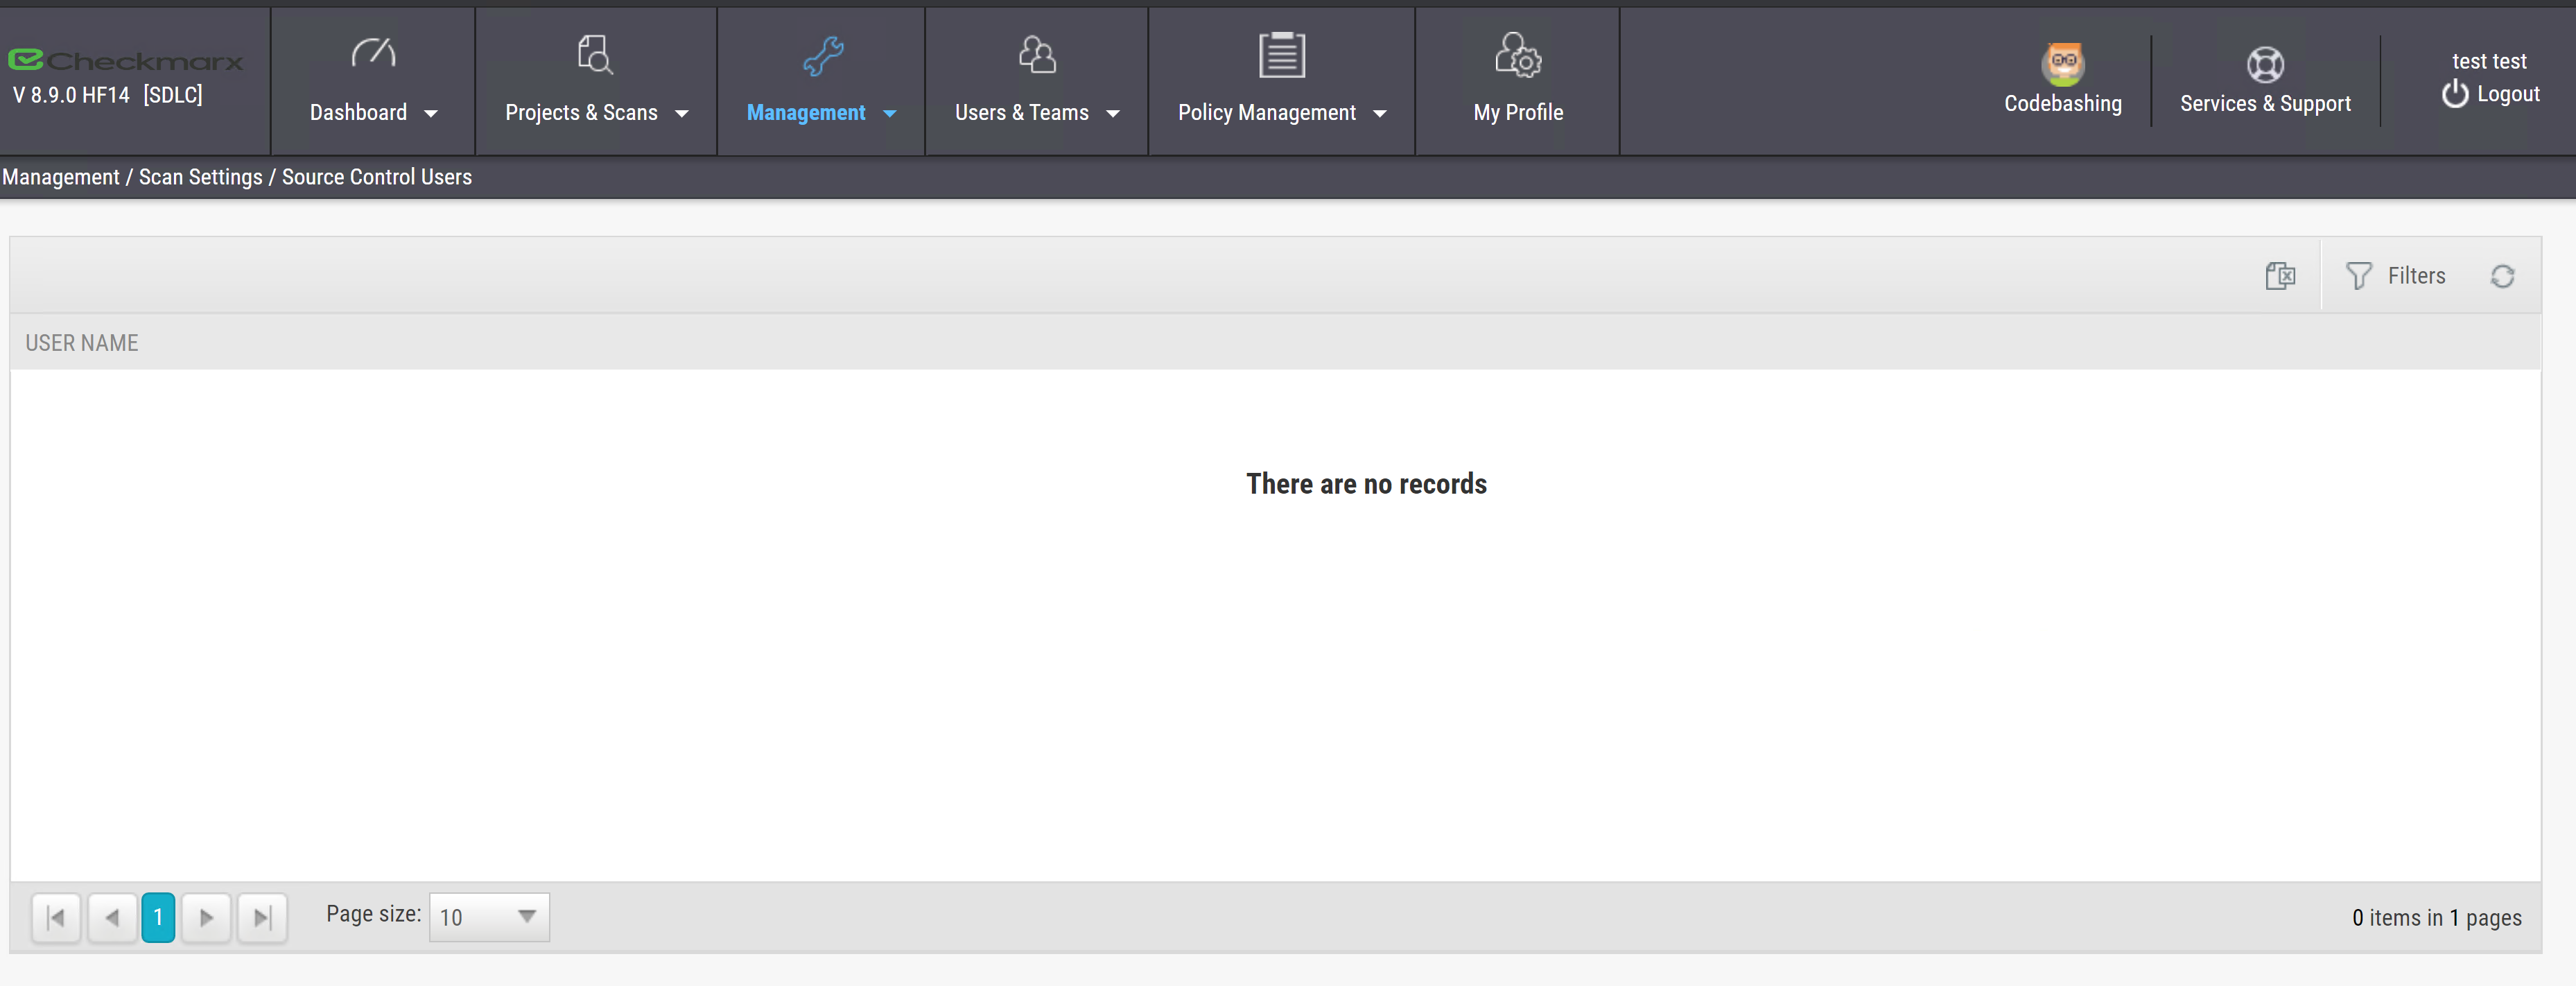 Checkmarx
V 8.9.0 HF14 [SDLC]
Dashboard
Projects & Scans
Management
Users & Teams
Policy Management
My Profile
Codebashing
Services & Support
test test
Logout
Management / Scan Settings / Source Control Users
Filters
USER NAME
There are no records
1
Page size: 10
0 items in 1 pages